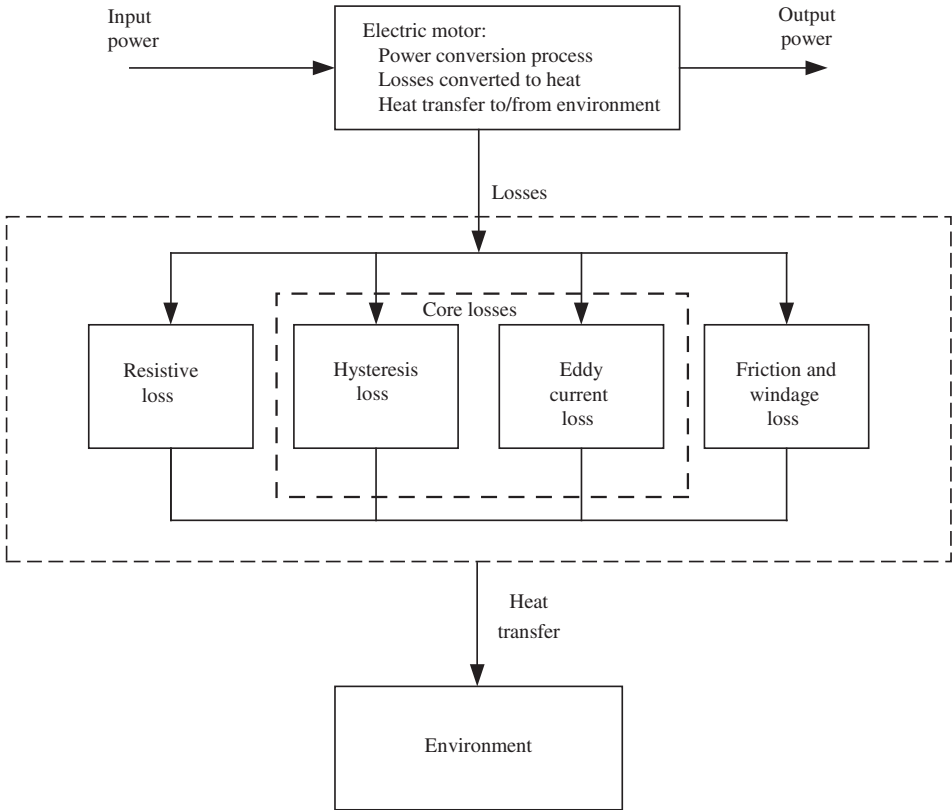 Input
power
Electric motor:
Power conversion process
Losses converted to heat
Heat transfer to/from environment
Output
power
Losses
Core losses
Resistive
loss
Hysteresis
loss
Eddy
current
loss
Friction and
windage
loss
Heat
transfer
Environment